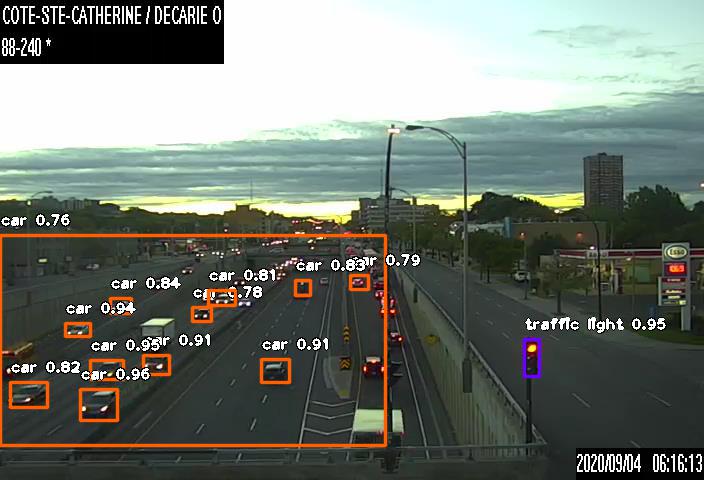 COTE-STE-CATHERINE / DECARIE O
88-240 *
car 0.76
car 0.83
car 0.79
car 0.84
car 0.81
car 0.78
car 0.94
car 0.95
car 0.91
car 0.91
car 0.82
car 0.96
traffic light 0.95
Esso
2020/09/04 06:16:13